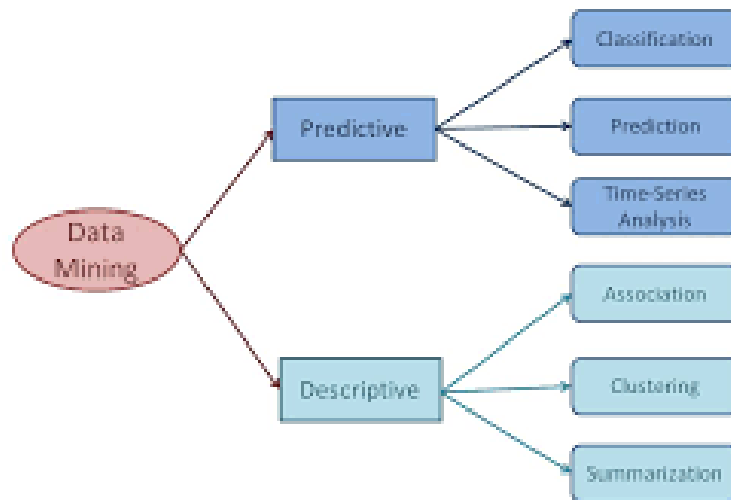 Data
Mining
Predictive
Classification
Prediction
Time-Series
Analysis
Descriptive
Association
Clustering
Summarization